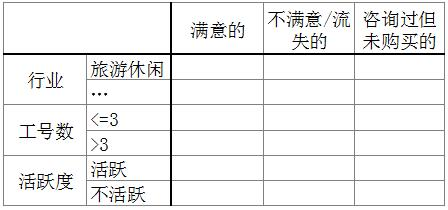 满意的
不满意/流
失的
咨询过但
未购买的
行业
旅游休闲
…
工号数
<=3
>3
活跃度
活跃
不活跃